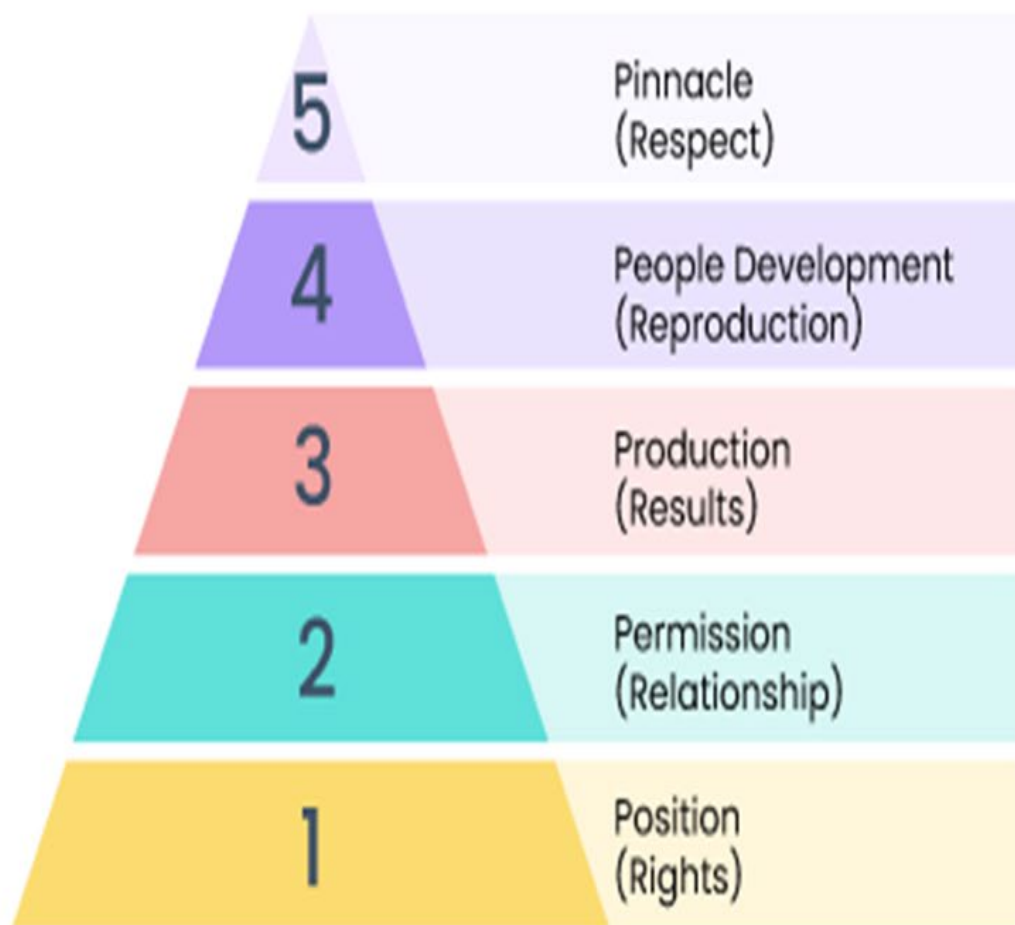 5
Pinnacle
(Respect)
4
People Development
(Reproduction)
3
Production
(Results)
2
Permission
(Relationship)
1
Position
(Rights)